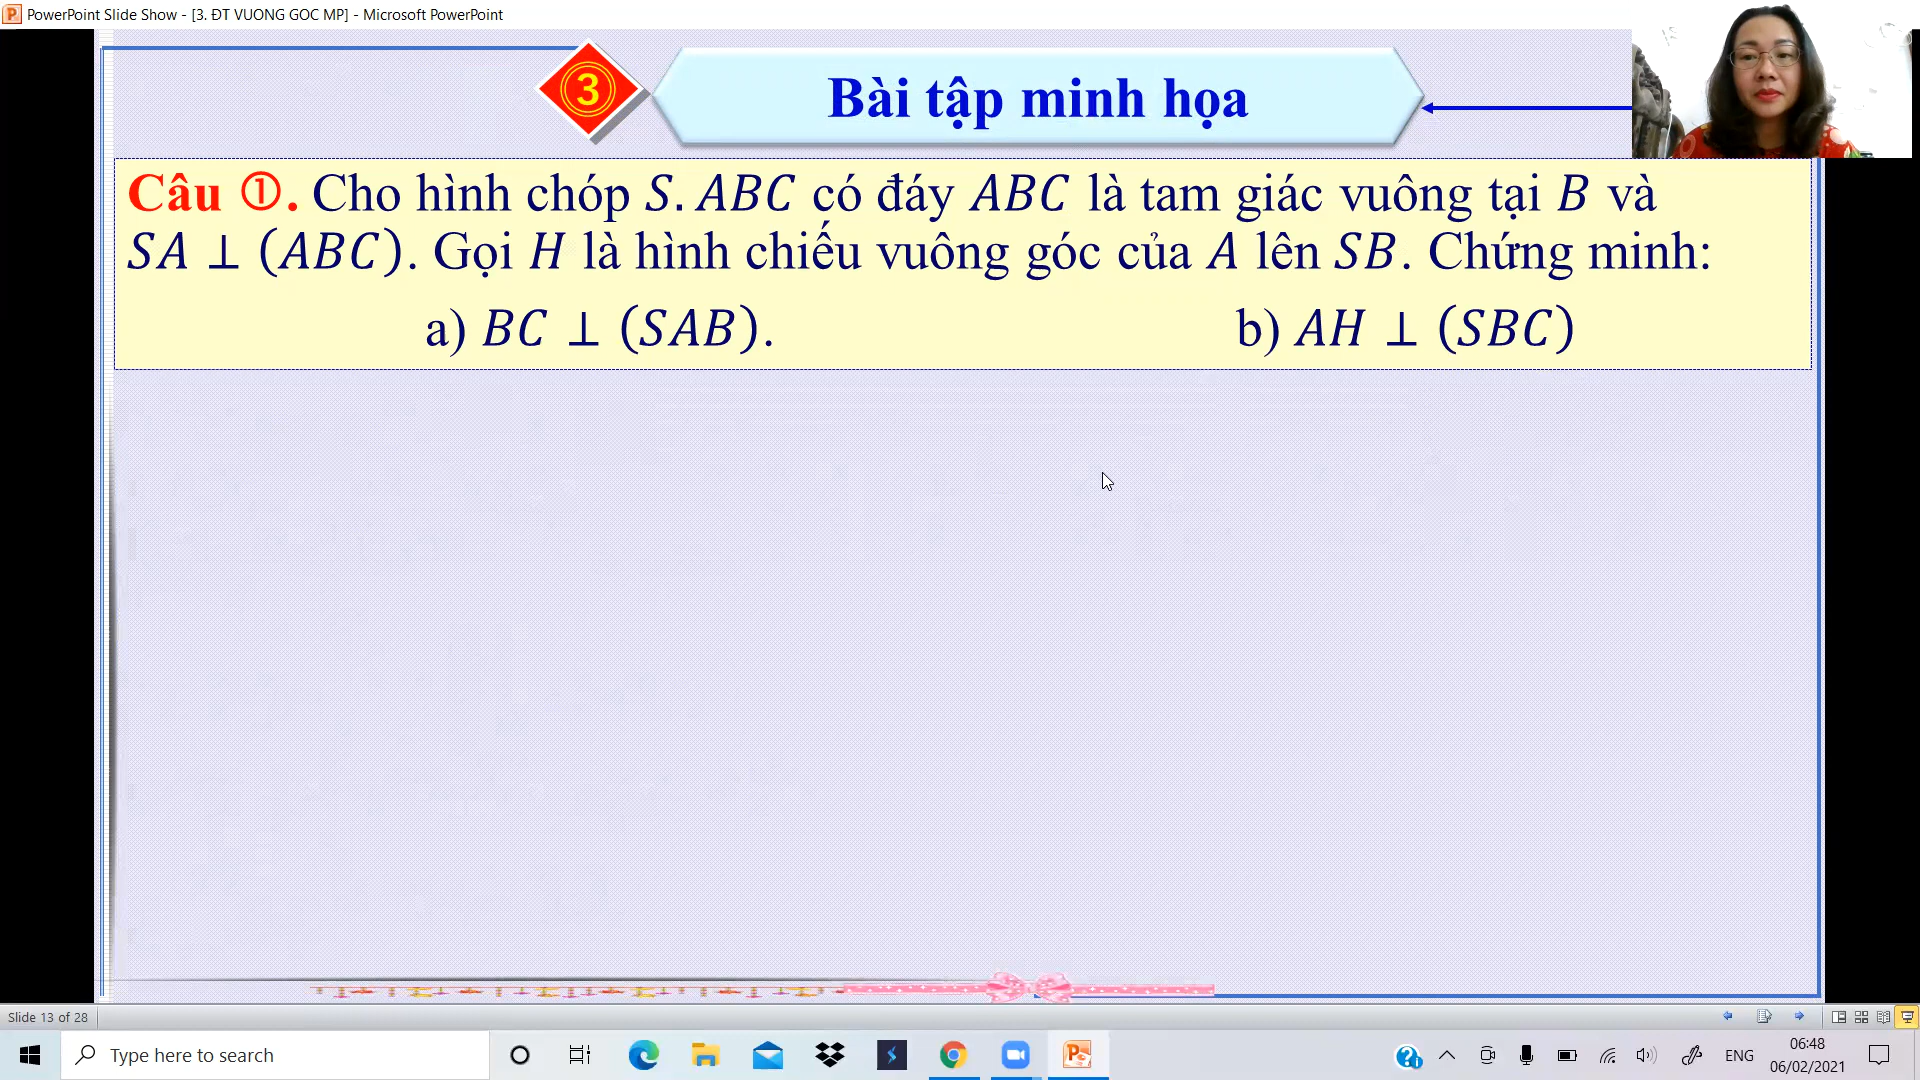 PowerPoint Slide Show - [3. ĐT VUONG GOC MP] - Microsoft PowerPoint
3
Bài tập minh họa
Câu ①. Cho hình chóp S.ABC có đáy ABC là tam giác vuông tại B và
SA ⊥ (ABC). Gọi H là hình chiếu vuông góc của A lên SB. Chứng minh:
a) BC ⊥ (SAB). b) AH ⊥ (SBC)
Slide 13 of 28
Type here to search
ENG
06:48
06/02/2021